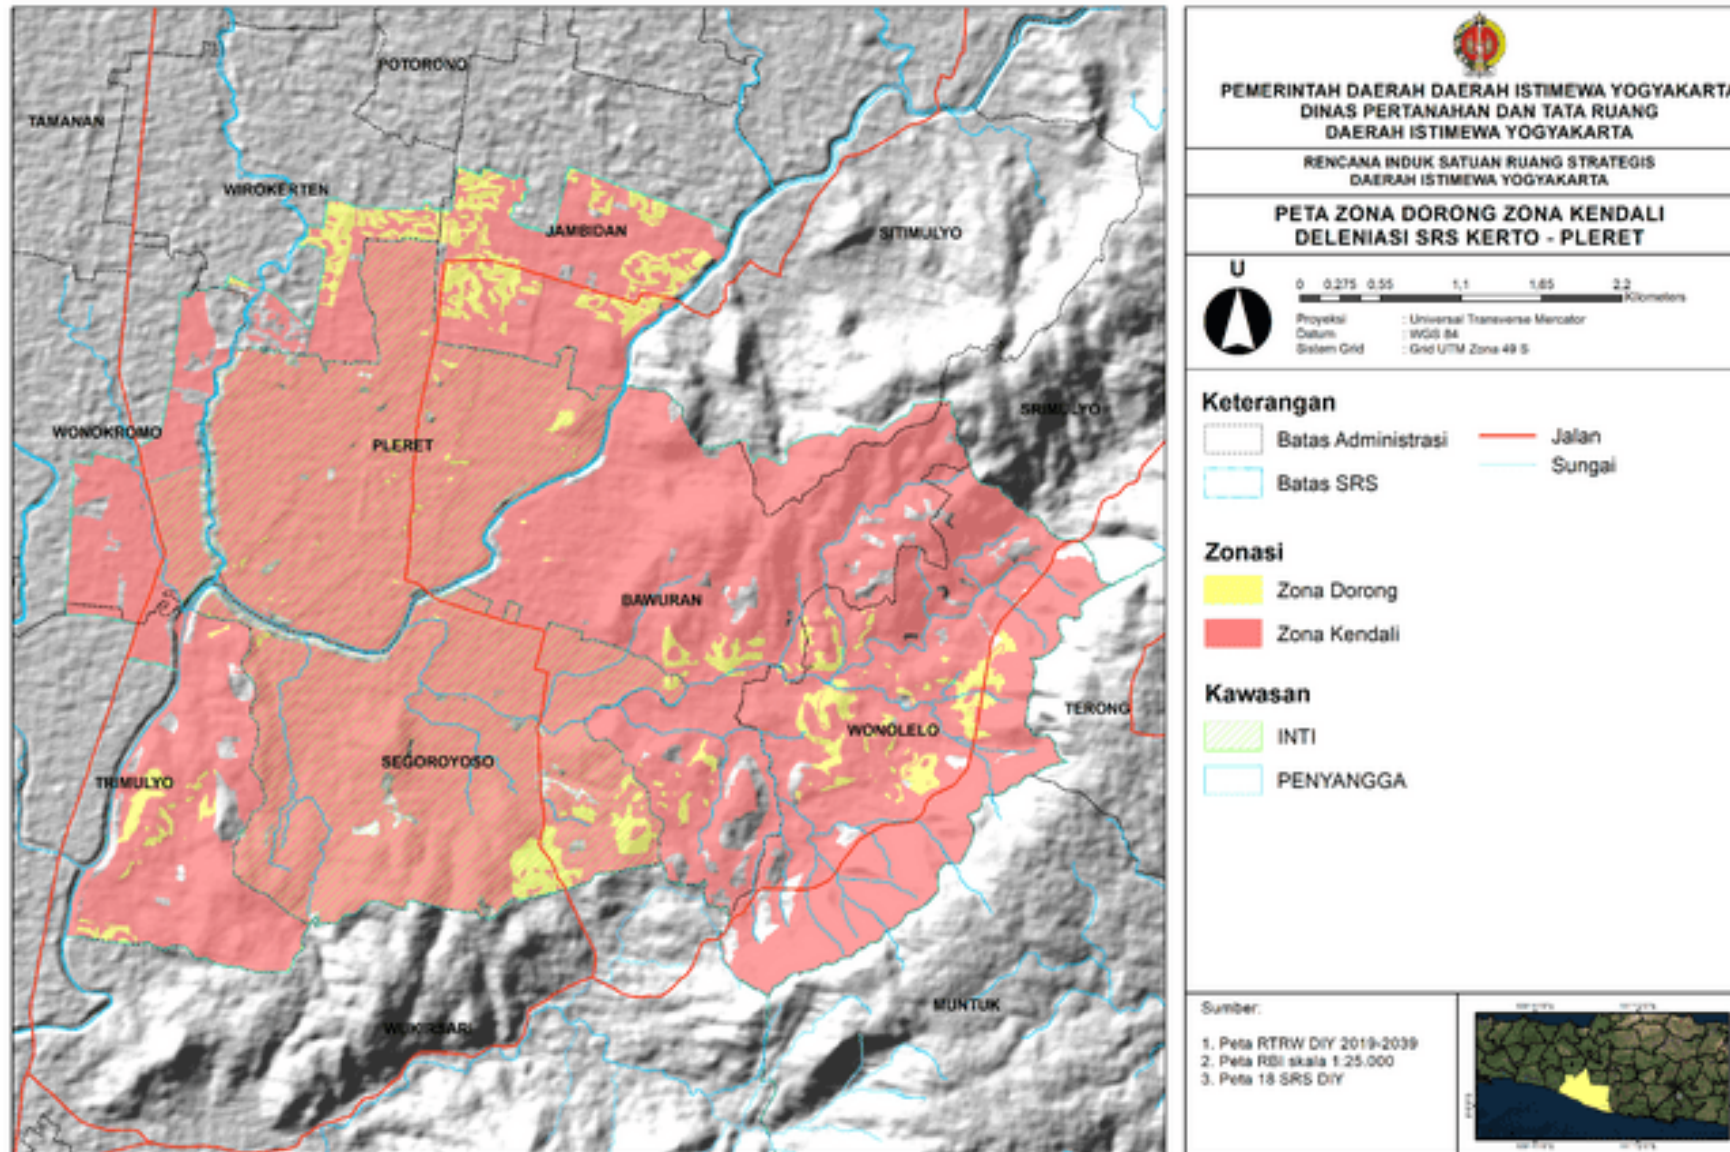 POTORONO
TAMANAN
WIROKERTEN
JAMBIDAN
SITIMULYO
SRIMULYO
WONOKROMO
PLERET
BAWURAN
TERONG
WONOLELO
SEGOROYOSO
TRIMULYO
MUNTUK
WUKIRSARI
PEMERINTAH DAERAH DAERAH ISTIMEWA YOGYAKARTA
DINAS PERTANAHAN DAN TATA RUANG
DAERAH ISTIMEWA YOGYAKARTA
RENCANA INDUK SATUAN RUANG STRATEGIS
DAERAH ISTIMEWA YOGYAKARTA
PETA ZONA DORONG ZONA KENDALI
DELENIASI SRS KERTO - PLERET
U
0 0,275 0,55 1,1 1,65 2,2
Kilometers
Proyeksi : Universal Transverse Mercator
Datum : WGS 84
Sistem Grid : Grid UTM Zona 49 S
Keterangan
Batas Administrasi Jalan
Batas SRS Sungai
Zonasi
Zona Dorong
Zona Kendali
Kawasan
INTI
PENYANGGA
Sumber:
1. Peta RTRW DIY 2019-2039
2. Peta RBI skala 1:25.000
3. Peta 18 SRS DIY